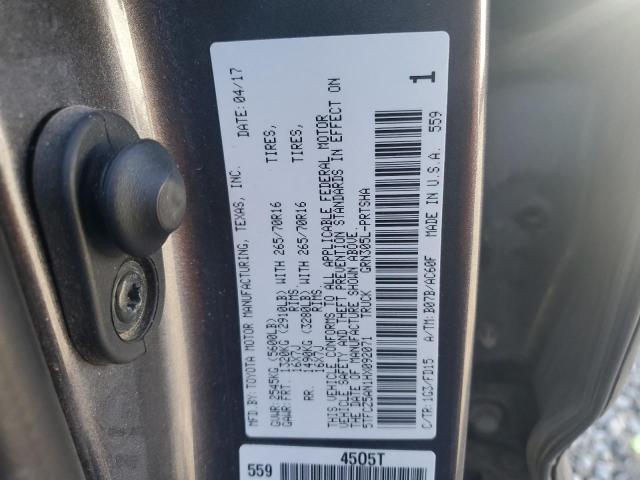 MFD.BY:TOYOTA MOTOR MANUFACTURING, TEXAS, INC. DATE: 04/17
GVWR:2545KG (5600LB)
GAWR:FRT. 1320KG (2910LB) WITH 265/70R16 TIRES,
16X7J RIMS
RR. 1490KG (3280LB) WITH 265/70R16 TIRES,
16X7J RIMS.
THIS VEHICLE CONFORMS TO ALL APPLICABLE FEDERAL MOTOR
VEHICLE SAFETY AND THEFT PREVENTION STANDARDS IN EFFECT ON
THE DATE OF MANUFACTURE SHOWN ABOVE.
5TFCZ5AN1HX092071 TRUCK GRN305L-PRTSHA
1
C/TR:1G3/FD15 A/TM:B07B/AC60F MADE IN U.S.A. 559
559 4505T